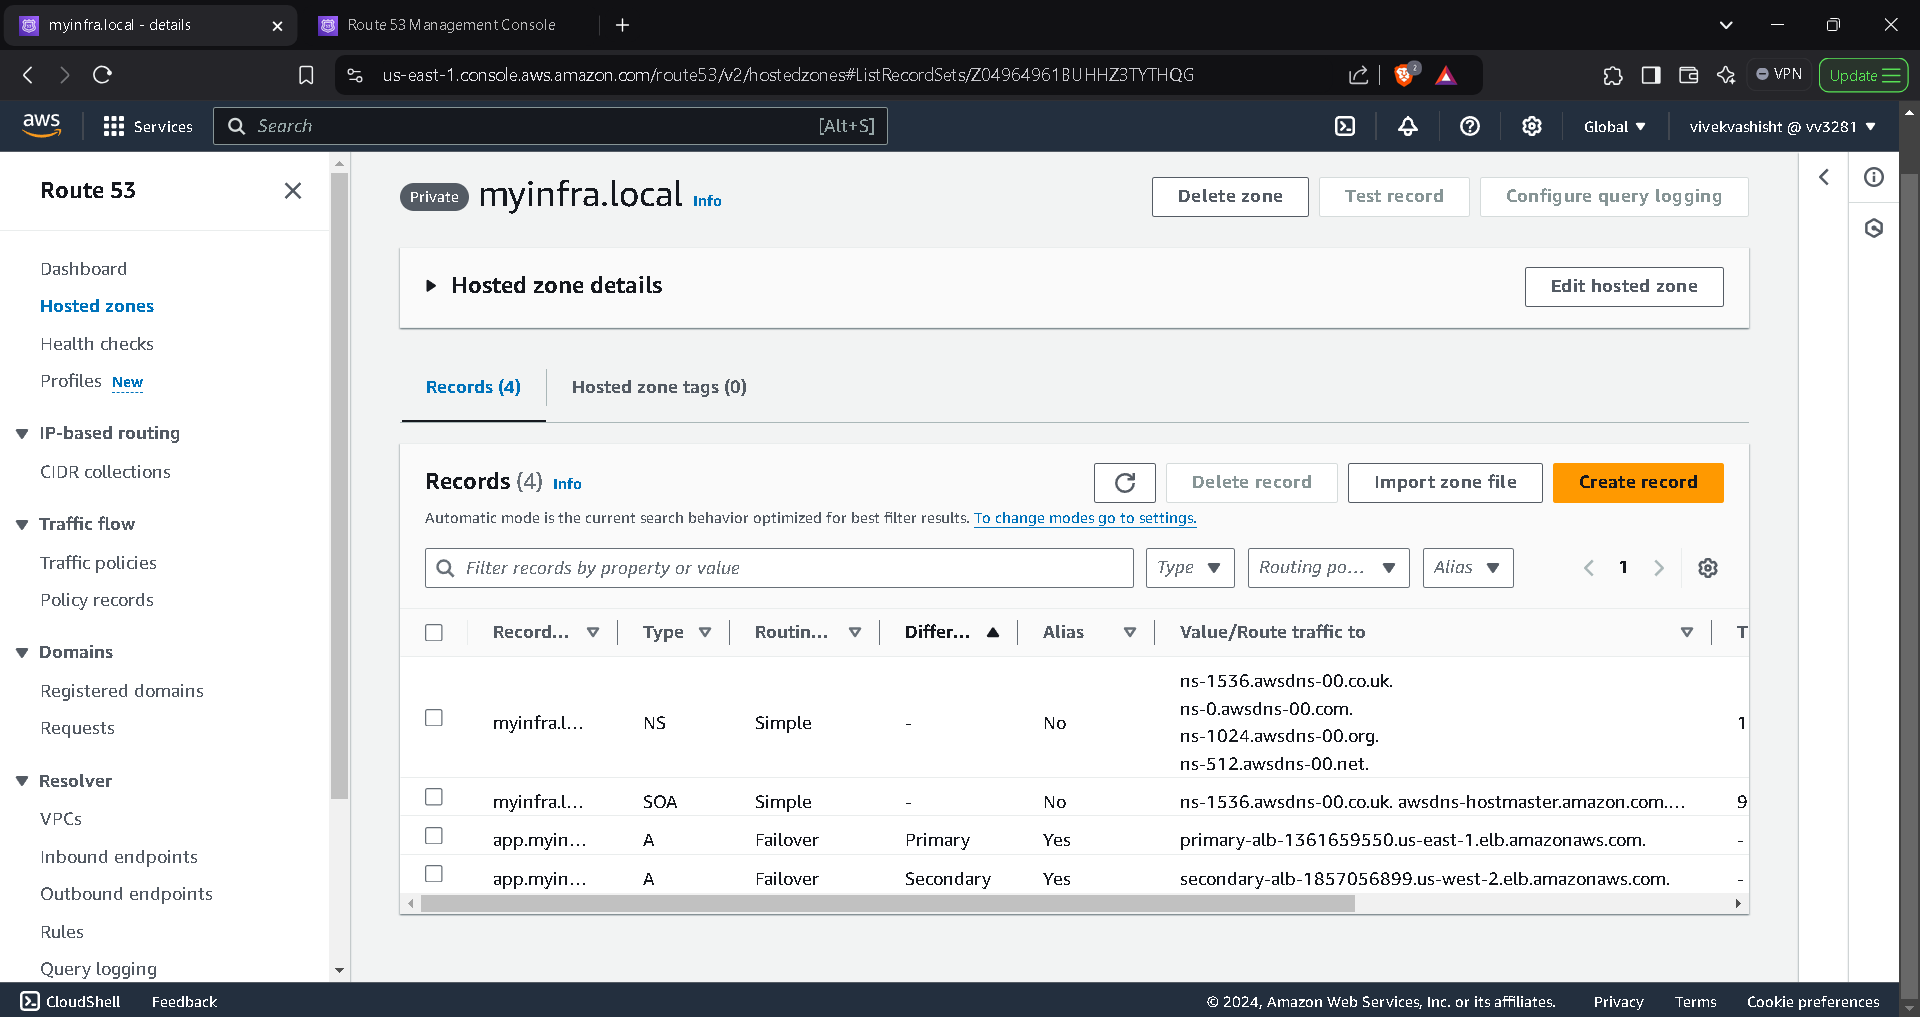 myinfra.local - details
Route 53 Management Console
us-east-1.console.aws.amazon.com/route53/v2/hostedzones#ListRecordSets/Z04964961BUHHZ3TYTHQG
2
VPN
Update
aws
Services
Search
[Alt+S]
Global
vivekvashisht @ vv3281
Route 53
Dashboard
Hosted zones
Health checks
Profiles New
IP-based routing
CIDR collections
Traffic flow
Traffic policies
Policy records
Domains
Registered domains
Requests
Resolver
VPCs
Inbound endpoints
Outbound endpoints
Rules
Query logging
Private myinfra.local Info
Delete zone
Test record
Configure query logging
Hosted zone details
Edit hosted zone
Records (4)
Hosted zone tags (0)
Records (4) Info
Delete record
Import zone file
Create record
Automatic mode is the current search behavior optimized for best filter results. To change modes go to settings.
Filter records by property or value
Type
Routing po...
Alias
1
Record... Type Routin... Differ... Alias Value/Route traffic to T
myinfra.l... NS Simple - No ns-1536.awsdns-00.co.uk. 1
ns-0.awsdns-00.com.
ns-1024.awsdns-00.org.
ns-512.awsdns-00.net.
myinfra.l... SOA Simple - No ns-1536.awsdns-00.co.uk. awsdns-hostmaster.amazon.com.... 9
app.myin... A Failover Primary Yes primary-alb-1361659550.us-east-1.elb.amazonaws.com. -
app.myin... A Failover Secondary Yes secondary-alb-1857056899.us-west-2.elb.amazonaws.com. -
CloudShell
Feedback
© 2024, Amazon Web Services, Inc. or its affiliates.
Privacy
Terms
Cookie preferences